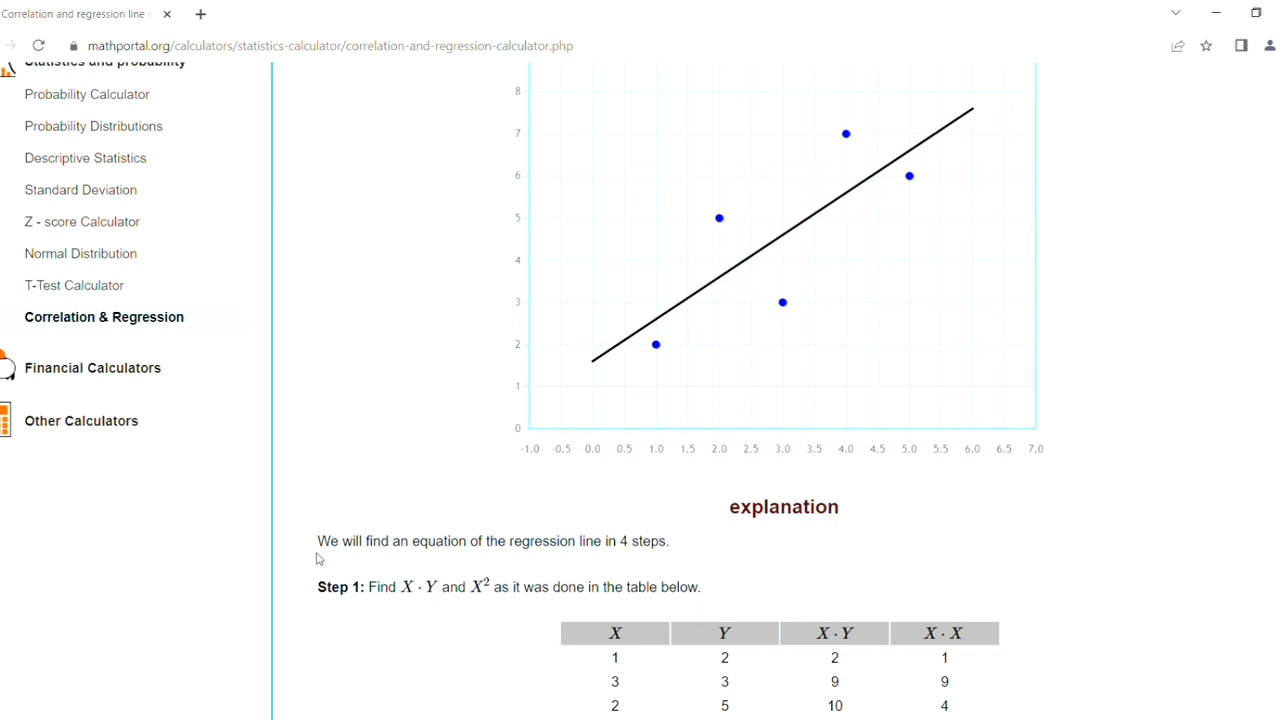 Correlation and regression line
mathportal.org/calculators/statistics-calculator/correlation-and-regression-calculator.php
Statistics and probability
Probability Calculator
Probability Distributions
Descriptive Statistics
Standard Deviation
Z - score Calculator
Normal Distribution
T-Test Calculator
Correlation & Regression
Financial Calculators
Other Calculators
8
7
6
5
4
3
2
1
0
-1.0 -0.5 0.0 0.5 1.0 1.5 2.0 2.5 3.0 3.5 4.0 4.5 5.0 5.5 6.0 6.5 7.0
explanation
We will find an equation of the regression line in 4 steps.
Step 1: Find X · Y and X² as it was done in the table below.
X Y X · Y X · X
1 2 2 1
3 3 9 9
2 5 10 4